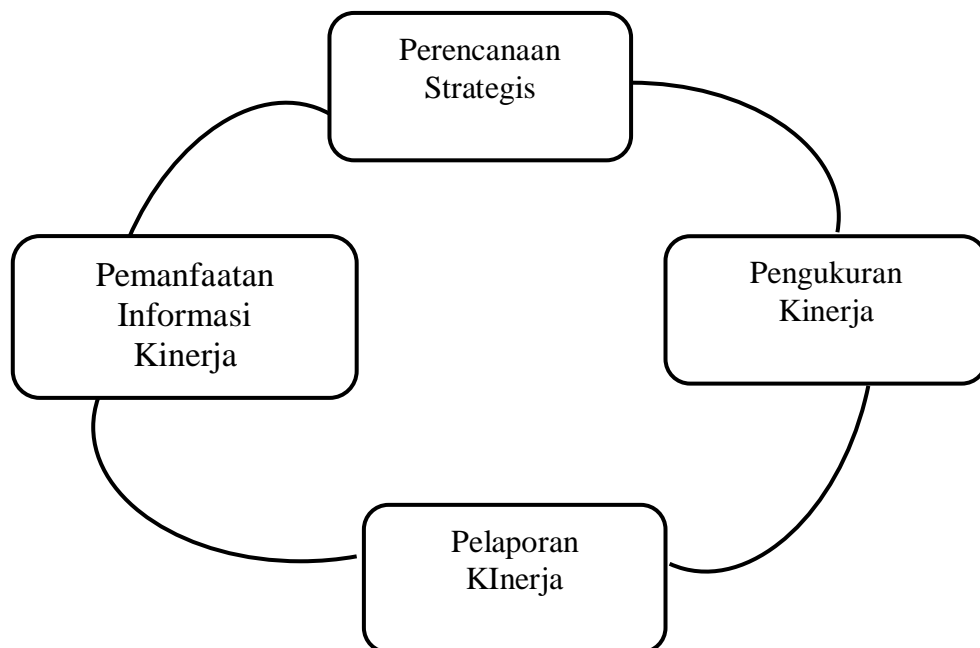 Perencanaan
Strategis
Pengukuran
Kinerja
Pelaporan
KInerja
Pemanfaatan
Informasi
Kinerja